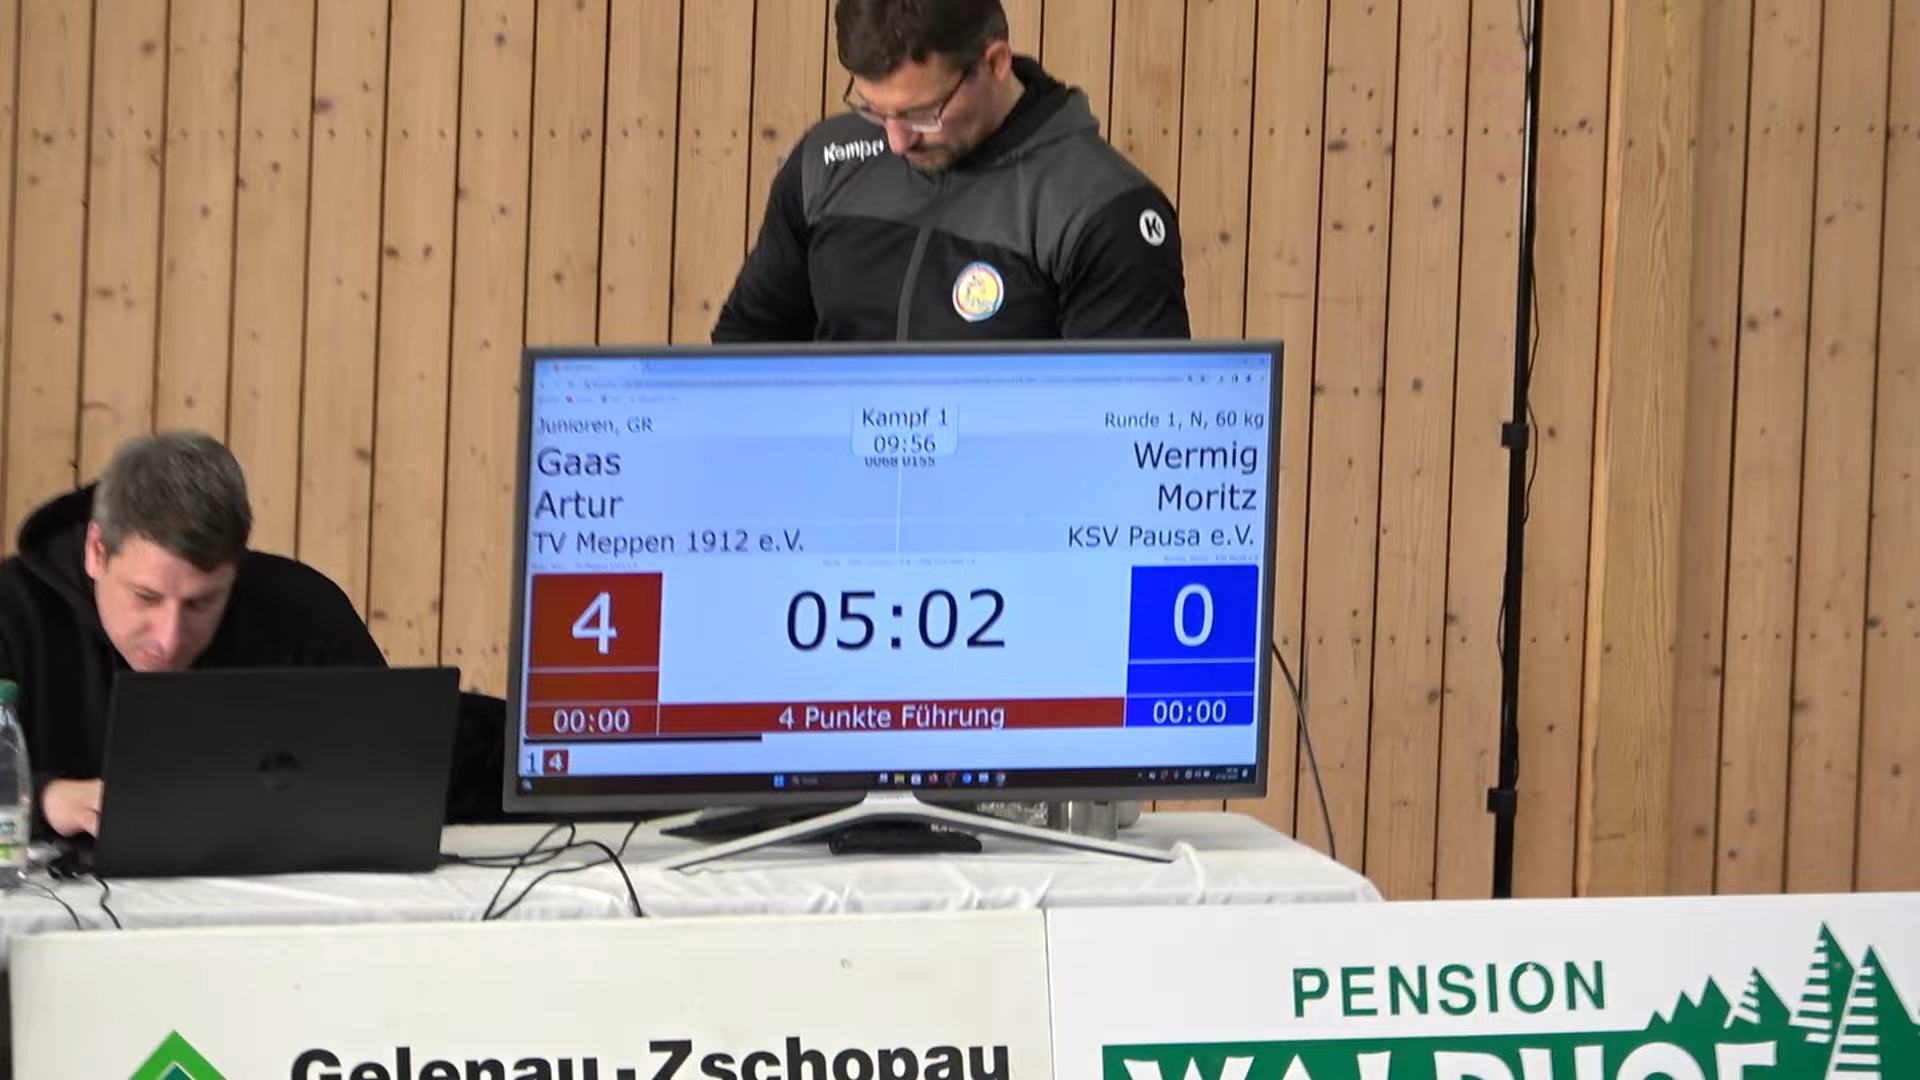 Kempa
K
Junioren, GR
Kampf 1
Runde 1, N, 60 kg
09:56
Gaas
Wermig
Artur
Moritz
TV Meppen 1912 e.V.
KSV Pausa e.V.
4
05:02
0
00:00
4 Punkte Führung
00:00
1 4
PENSION
Gelenau-Zschopau
WALDHOF